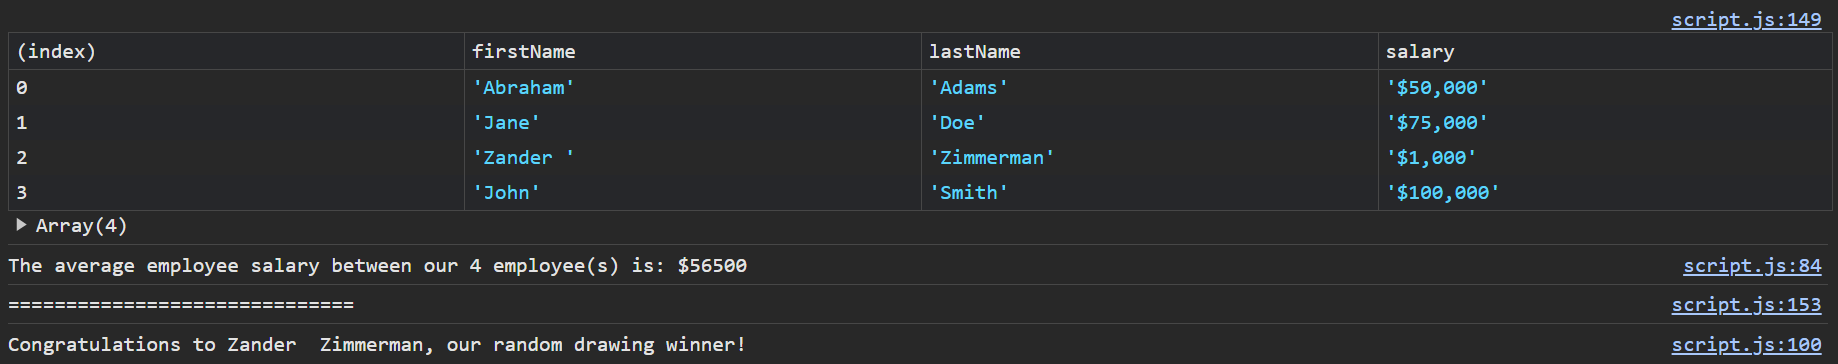 script.js:149
(index) firstName lastName salary
0 'Abraham' 'Adams' '$50,000'
1 'Jane' 'Doe' '$75,000'
2 'Zander ' 'Zimmerman' '$1,000'
3 'John' 'Smith' '$100,000'
▶ Array(4)
The average employee salary between our 4 employee(s) is: $56500 script.js:84
============================== script.js:153
Congratulations to Zander  Zimmerman, our random drawing winner! script.js:100